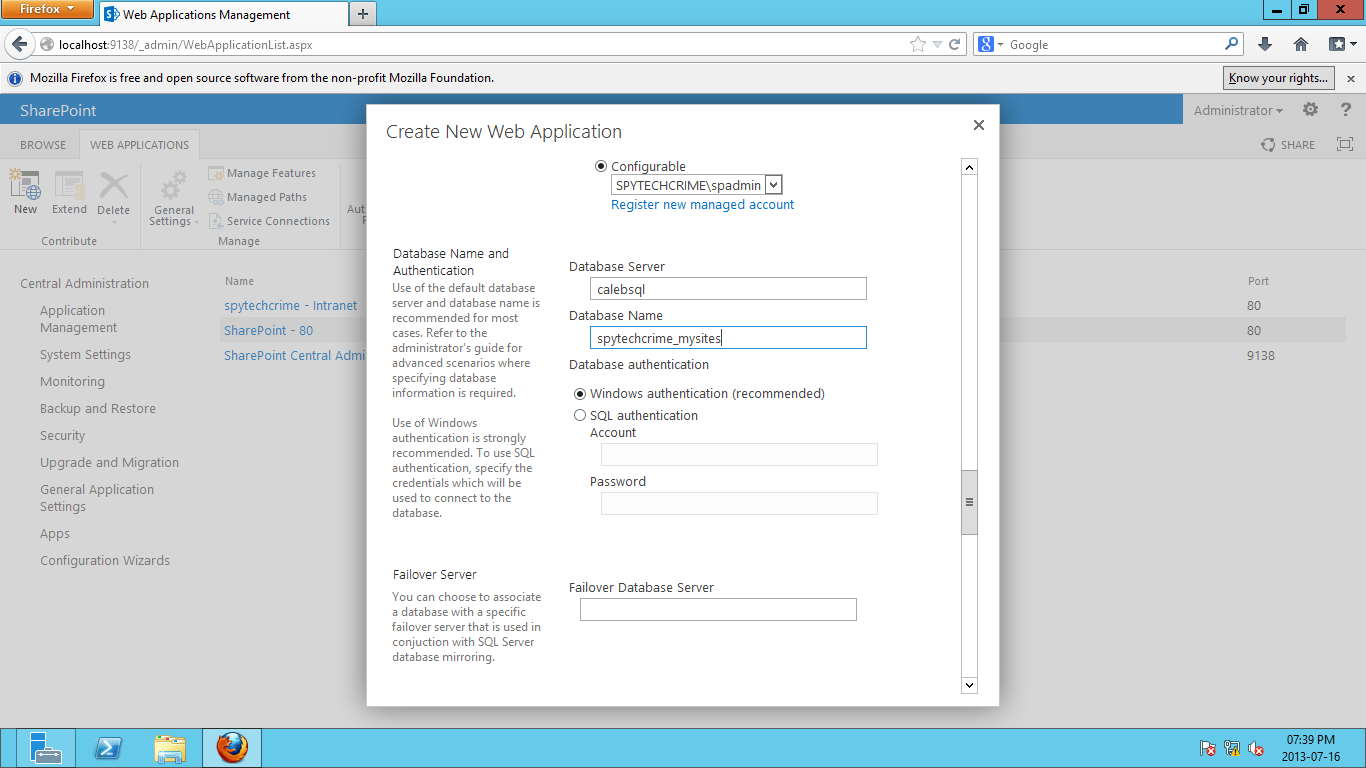 Firefox
Web Applications Management
localhost:9138/_admin/WebApplicationList.aspx
Google
Mozilla Firefox is free and open source software from the non-profit Mozilla Foundation.
Know your rights...
SharePoint
Administrator
BROWSE
WEB APPLICATIONS
SHARE
New
Extend
Delete
General
Settings
Manage Features
Managed Paths
Service Connections
Contribute
Manage
Central Administration
Application
Management
System Settings
Monitoring
Backup and Restore
Security
Upgrade and Migration
General Application
Settings
Apps
Configuration Wizards
Name
Port
spytechcrime - Intranet
80
SharePoint - 80
80
SharePoint Central Admi
9138
Create New Web Application
Configurable
SPYTECHCRIME\spadmin
Register new managed account
Database Name and
Authentication
Use of the default database
server and database name is
recommended for most
cases. Refer to the
administrator's guide for
advanced scenarios where
specifying database
information is required.
Use of Windows
authentication is strongly
recommended. To use SQL
authentication, specify the
credentials which will be
used to connect to the
database.
Database Server
calebsql
Database Name
spytechcrime_mysites
Database authentication
Windows authentication (recommended)
SQL authentication
Account
Password
Failover Server
You can choose to associate
a database with a specific
failover server that is used in
conjuction with SQL Server
database mirroring.
Failover Database Server
07:39 PM
2013-07-16